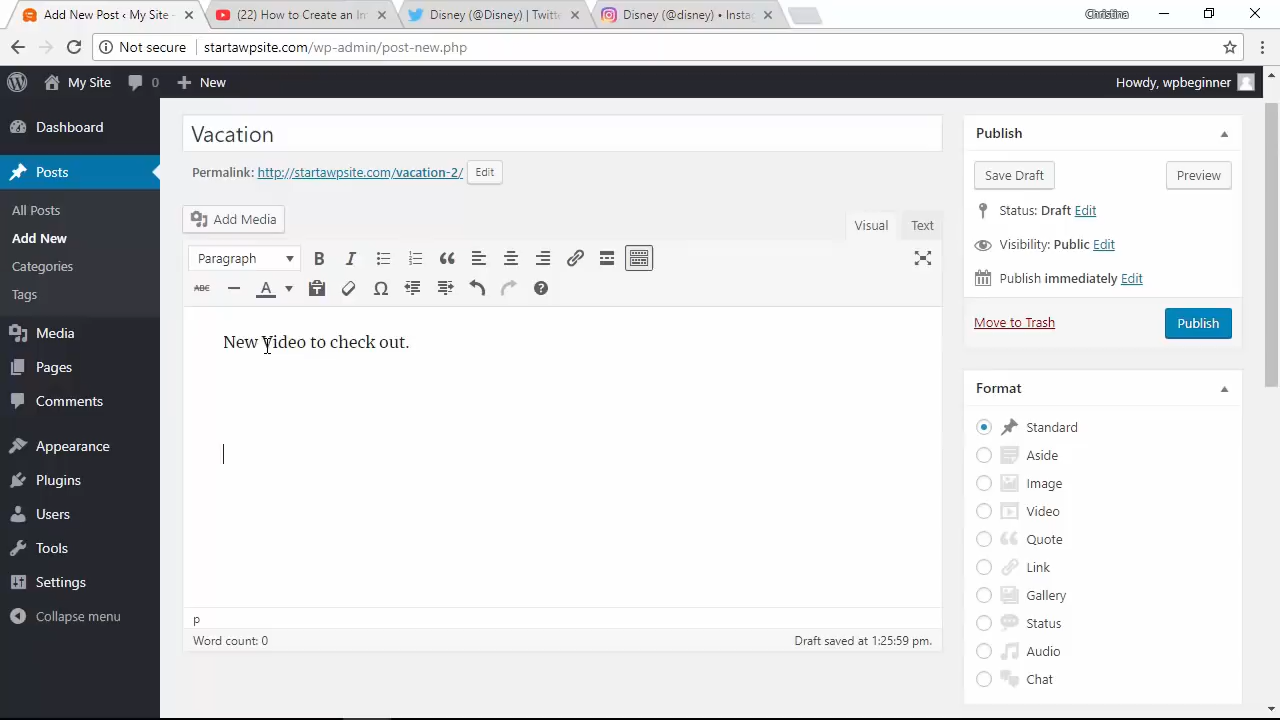 Add New Post ‹ My Site -
(22) How to Create an In
Disney (@Disney) | Twitte
Disney (@disney) • Insta
Christina
Not secure
startawpsite.com/wp-admin/post-new.php
My Site
0
New
Howdy, wpbeginner
Dashboard
Posts
All Posts
Add New
Categories
Tags
Media
Pages
Comments
Appearance
Plugins
Users
Tools
Settings
Collapse menu
Vacation
Permalink: http://startawpsite.com/vacation-2/ Edit
Add Media
Visual
Text
Paragraph
B
I
ABC
A
New Video to check out.
p
Word count: 0
Draft saved at 1:25:59 pm.
Publish
Save Draft
Preview
Status: Draft Edit
Visibility: Public Edit
Publish immediately Edit
Move to Trash
Publish
Format
Standard
Aside
Image
Video
Quote
Link
Gallery
Status
Audio
Chat